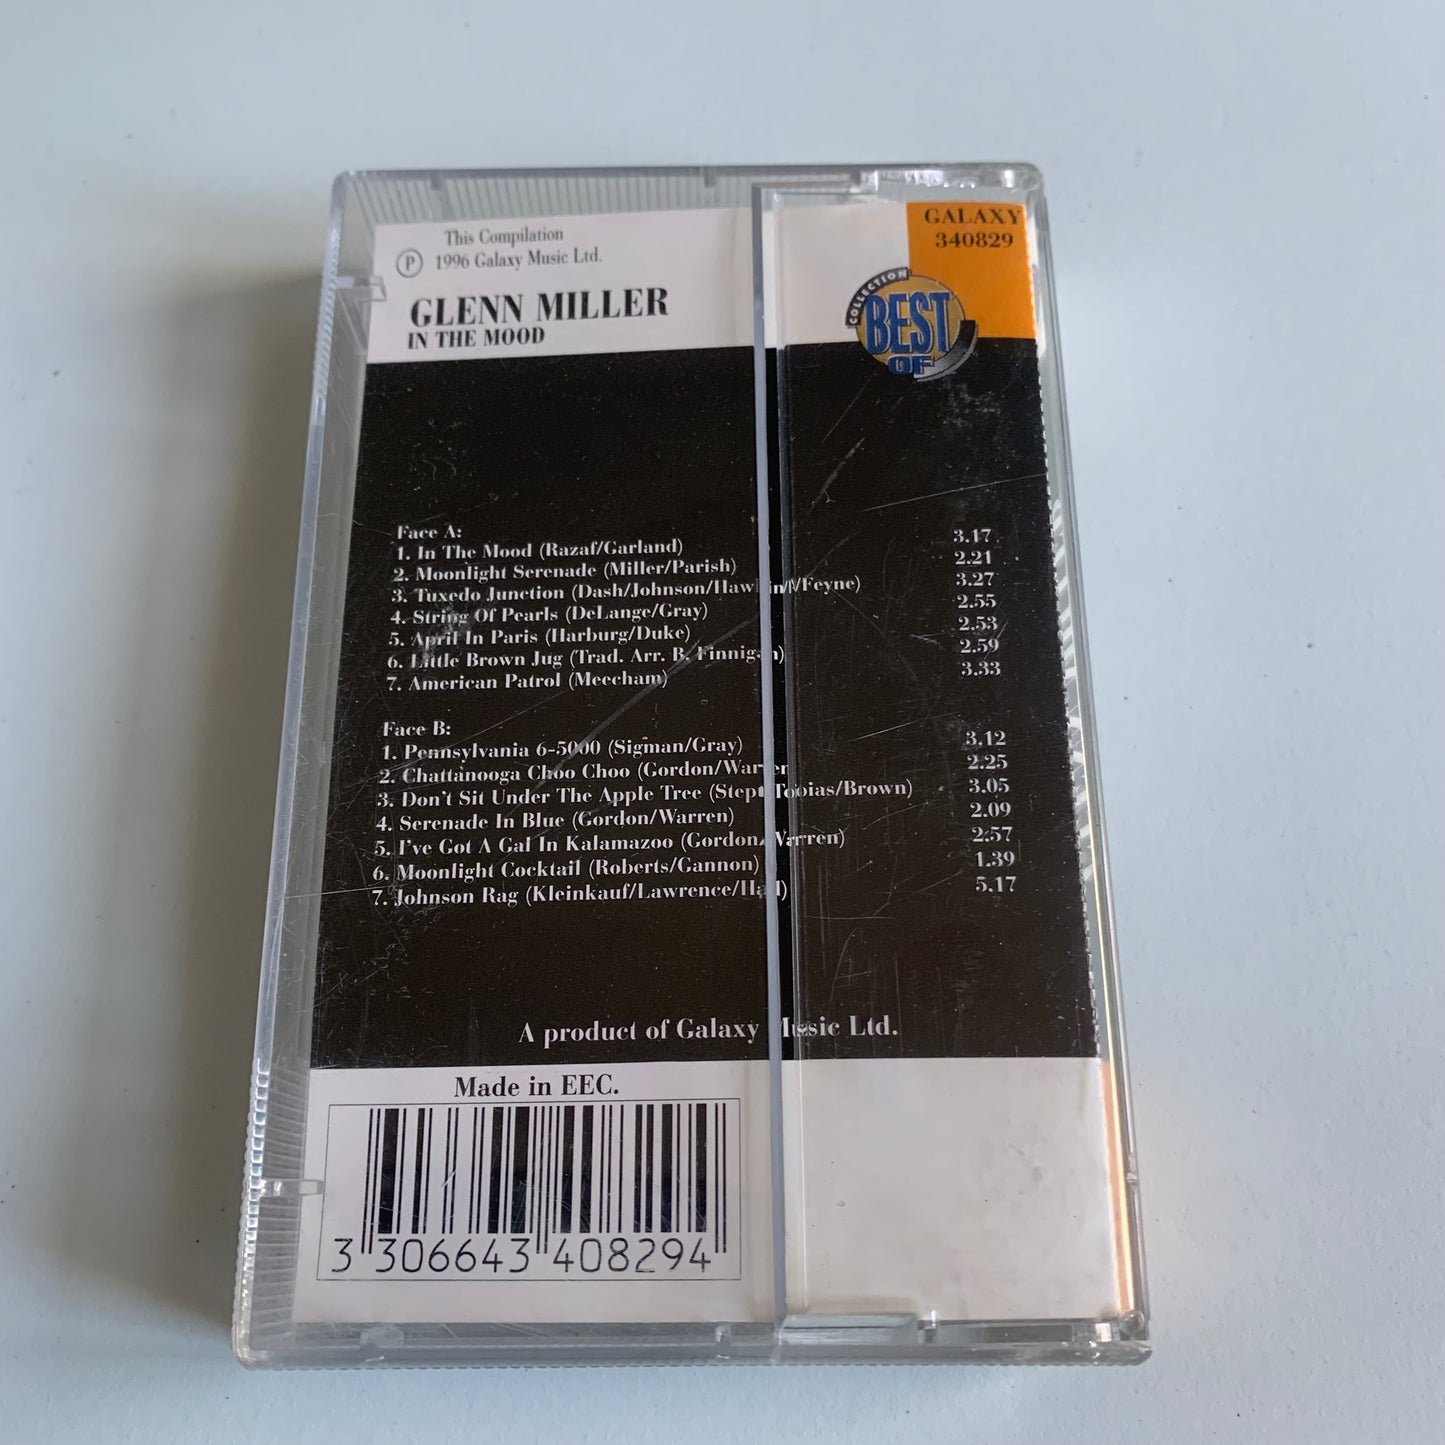 This Compilation
℗ 1996 Galaxy Music Ltd.
GALAXY
340829
COLLECTION
BEST
OF
GLENN MILLER
IN THE MOOD
Face A:
1. In The Mood (Razaf/Garland) 3.17
2. Moonlight Serenade (Miller/Parish) 2.21
3. Tuxedo Junction (Dash/Johnson/Hawkin/Feyne) 3.27
4. String Of Pearls (DeLange/Gray) 2.55
5. April In Paris (Harburg/Duke) 2.53
6. Little Brown Jug (Trad. Arr. B. Finnigan) 2.59
7. American Patrol (Meecham) 3.33
Face B:
1. Pennsylvania 6-5000 (Sigman/Gray) 3.12
2. Chattanooga Choo Choo (Gordon/Warren 2.25
3. Don't Sit Under The Apple Tree (Stept/Tobias/Brown) 3.05
4. Serenade In Blue (Gordon/Warren) 2.09
5. I've Got A Gal In Kalamazoo (Gordon/Warren) 2.57
6. Moonlight Cocktail (Roberts/Gannon) 1.39
7. Johnson Rag (Kleinkauf/Lawrence/Hall) 5.17
A product of Galaxy Music Ltd.
Made in EEC.
3 306643 408294